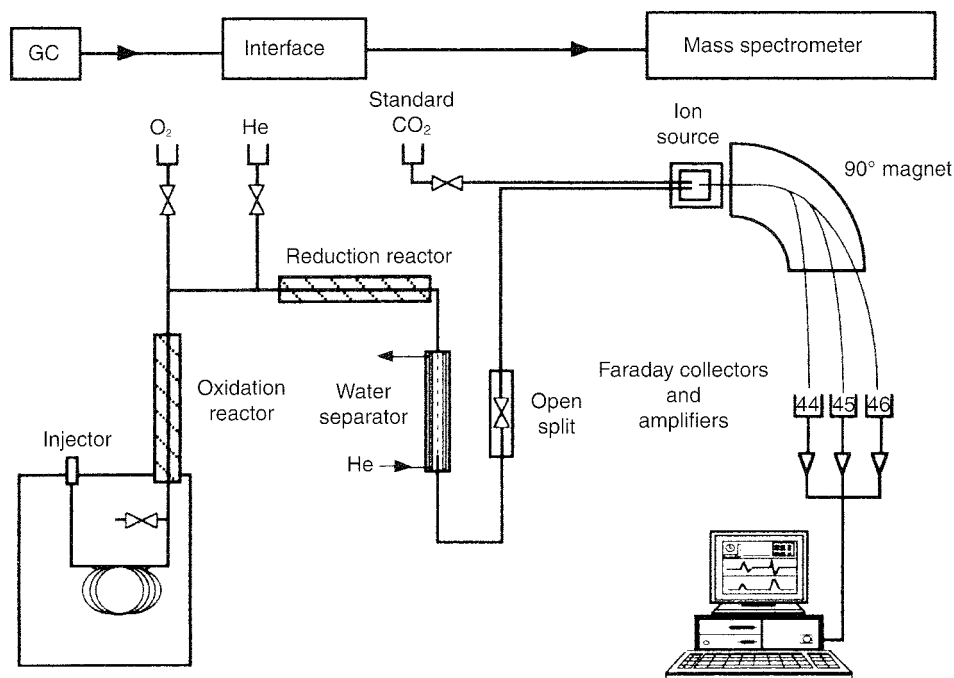 GC
Interface
Mass spectrometer
O₂
He
Standard
CO₂
Ion
source
90° magnet
Reduction reactor
Oxidation
reactor
Water
separator
Open
split
Faraday collectors
and
amplifiers
44 45 46
Injector
He